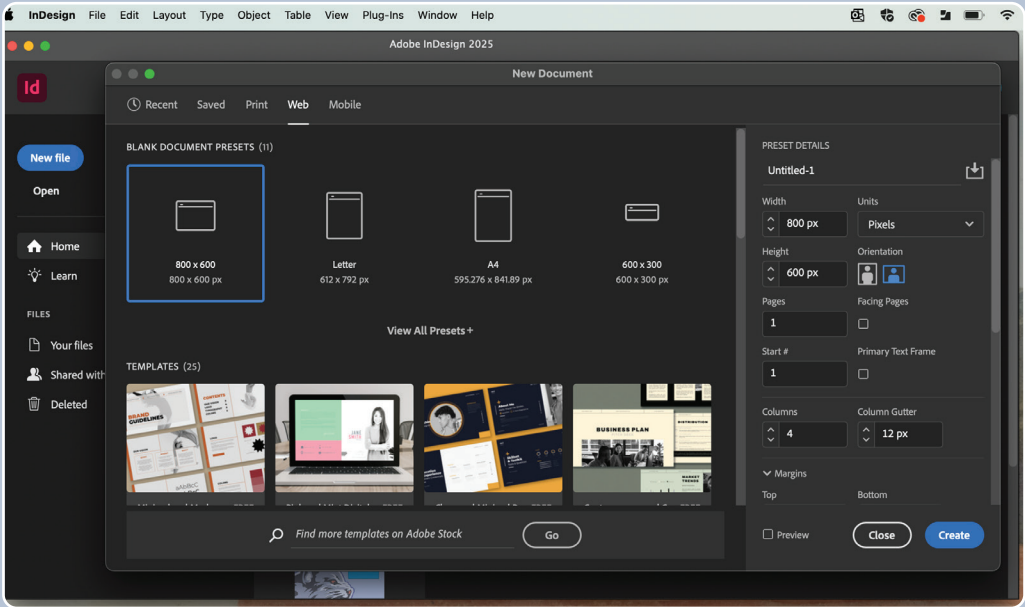 InDesign File Edit Layout Type Object Table View Plug-Ins Window Help
Adobe InDesign 2025
Id
New Document
Recent Saved Print Web Mobile
New file
Open
Home
Learn
FILES
Your files
Shared with
Deleted
BLANK DOCUMENT PRESETS (11)
800 x 600
800 x 600 px
Letter
612 x 792 px
A4
595.276 x 841.89 px
600 x 300
600 x 300 px
View All Presets +
TEMPLATES (25)
BRAND
GUIDELINES
CONTENTS
BUSINESS PLAN
DISTRIBUTION
MARKET
TRENDS
Find more templates on Adobe Stock
Go
PRESET DETAILS
Untitled-1
Width Units
800 px Pixels
Height Orientation
600 px
Pages Facing Pages
1
Start # Primary Text Frame
1
Columns Column Gutter
4 12 px
Margins
Top Bottom
Preview Close Create